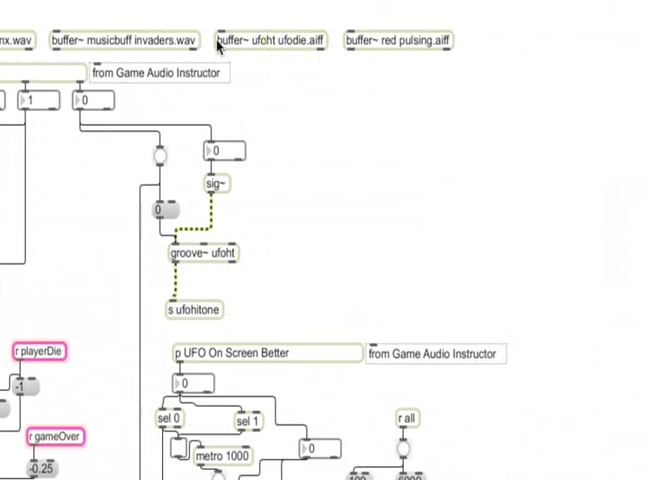 nx.wav
buffer~ musicbuff invaders.wav
buffer~ ufoht ufodie.aiff
buffer~ red pulsing.aiff
from Game Audio Instructor
1
0
0
sig~
0
groove~ ufoht
s ufohitone
r playerDie
p UFO On Screen Better
from Game Audio Instructor
-1
0
sel 0
sel 1
r all
r gameOver
0
metro 1000
-0.25